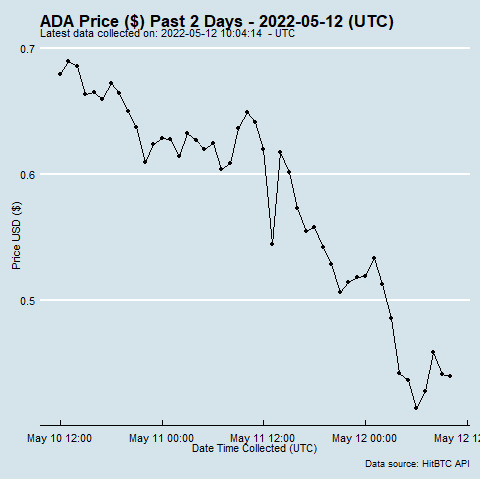 ADA Price ($) Past 2 Days - 2022-05-12 (UTC)
Latest data collected on: 2022-05-12 10:04:14 - UTC
0.7
0.6
0.5
Price USD ($)
May 10 12:00 May 11 00:00 May 11 12:00 May 12 00:00 May 12 12
Date Time Collected (UTC)
Data source: HitBTC API